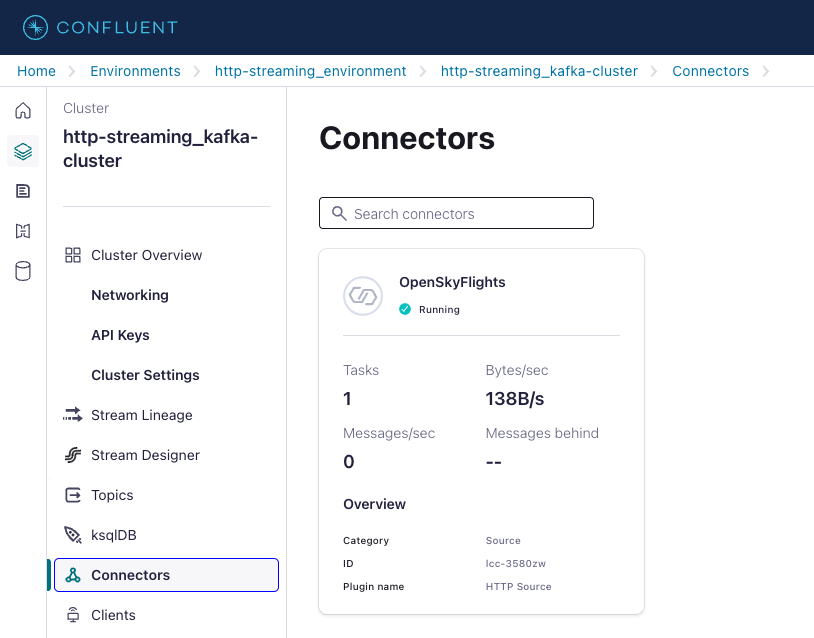 CONFLUENT
Home
Environments
http-streaming_environment
http-streaming_kafka-cluster
Connectors
Cluster
http-streaming_kafka-
cluster
Cluster Overview
Networking
API Keys
Cluster Settings
Stream Lineage
Stream Designer
Topics
ksqlDB
Connectors
Clients
Connectors
Search connectors
OpenSkyFlights
Running
Tasks
1
Bytes/sec
138B/s
Messages/sec
0
Messages behind
--
Overview
Category Source
ID lcc-3580zw
Plugin name HTTP Source